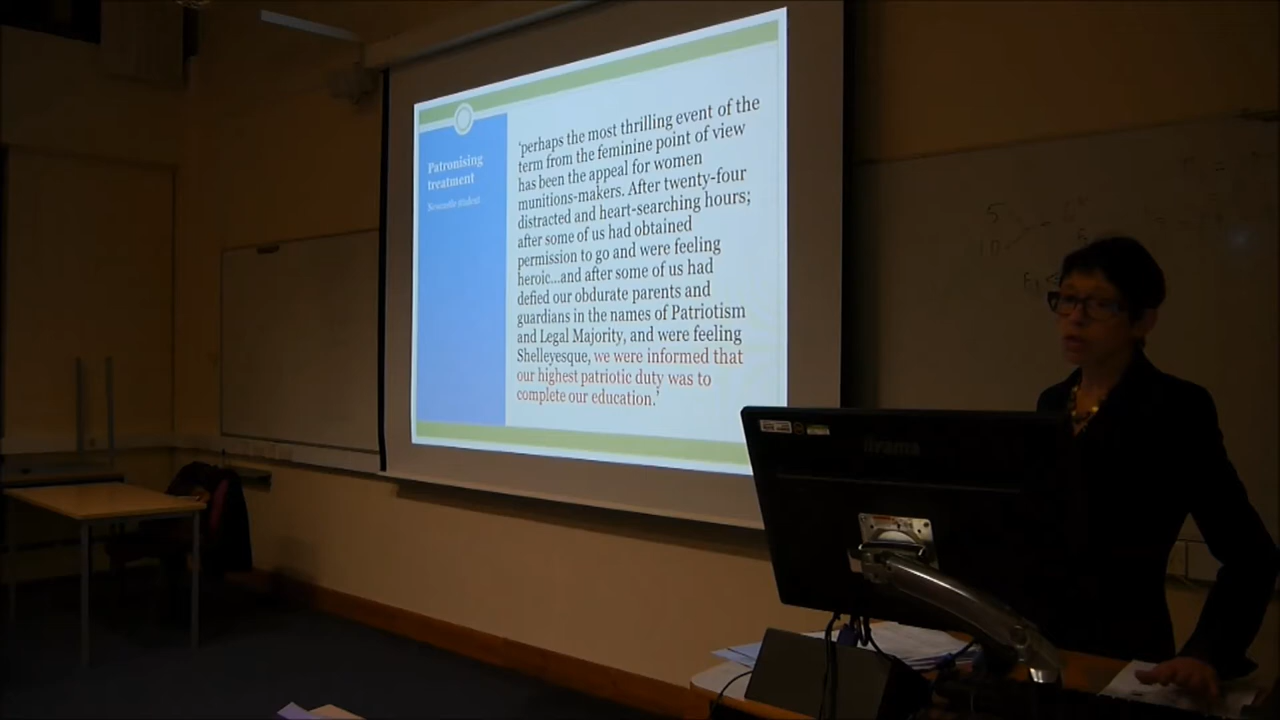 Patronising
treatment
Newcastle student
'perhaps the most thrilling event of the
term from the feminine point of view
has been the appeal for women
munitions-makers. After twenty-four
distracted and heart-searching hours;
after some of us had obtained
permission to go and were feeling
heroic...and after some of us had
defied our obdurate parents and
guardians in the names of Patriotism
and Legal Majority, and were feeling
Shelleyesque, we were informed that
our highest patriotic duty was to
complete our education.'
iiyama